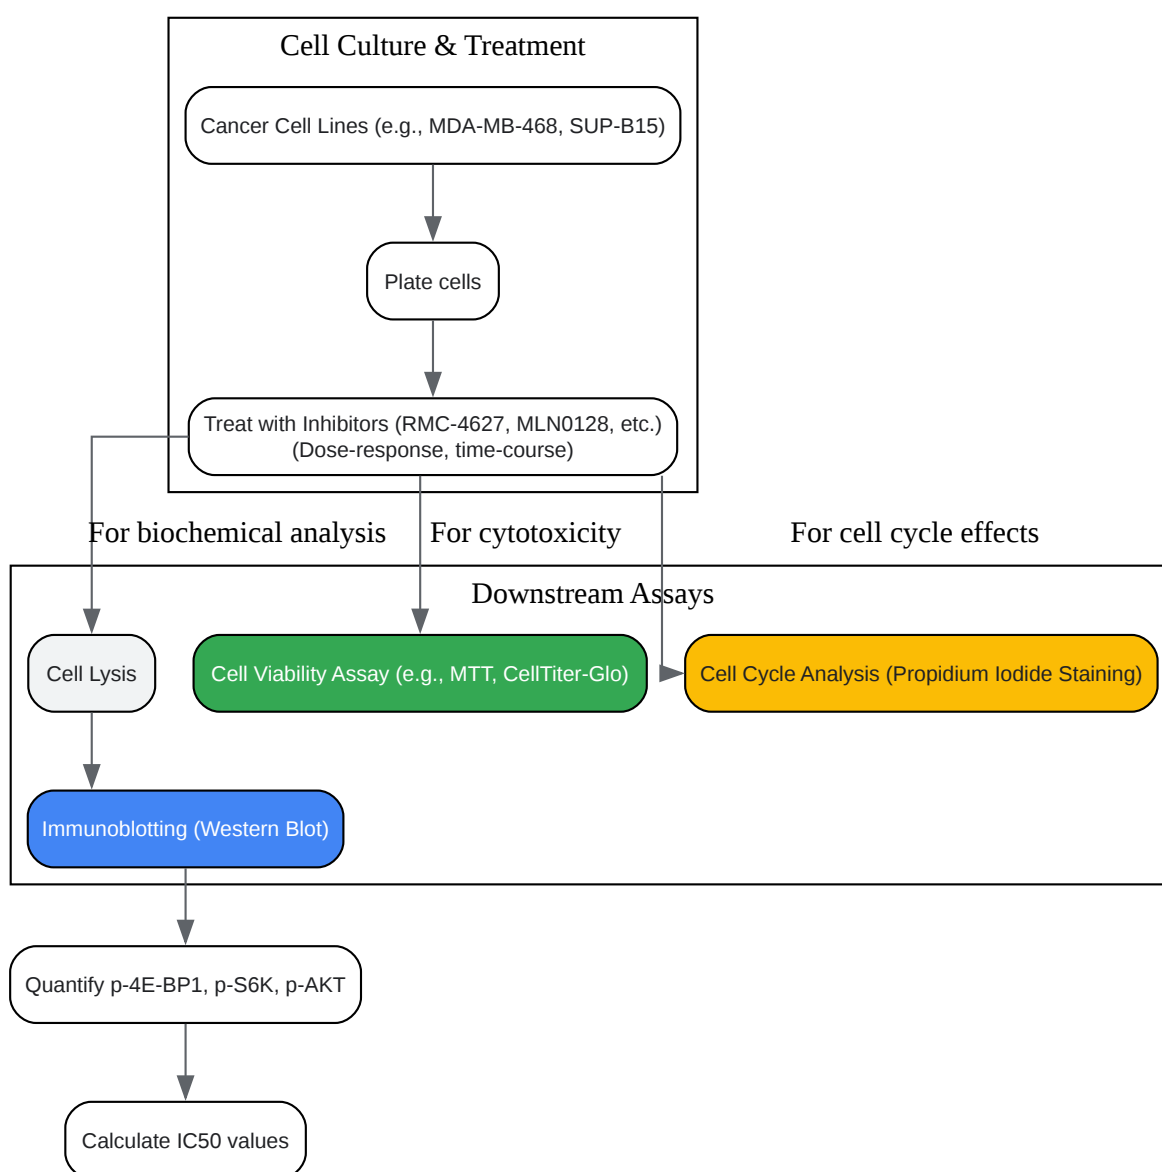 Cell Culture & Treatment
Cancer Cell Lines (e.g., MDA-MB-468, SUP-B15)
Plate cells
Treat with Inhibitors (RMC-4627, MLN0128, etc.)
(Dose-response, time-course)
For biochemical analysis
For cytotoxicity
For cell cycle effects
Downstream Assays
Cell Lysis
Cell Viability Assay (e.g., MTT, CellTiter-Glo)
Cell Cycle Analysis (Propidium Iodide Staining)
Immunoblotting (Western Blot)
Quantify p-4E-BP1, p-S6K, p-AKT
Calculate IC50 values